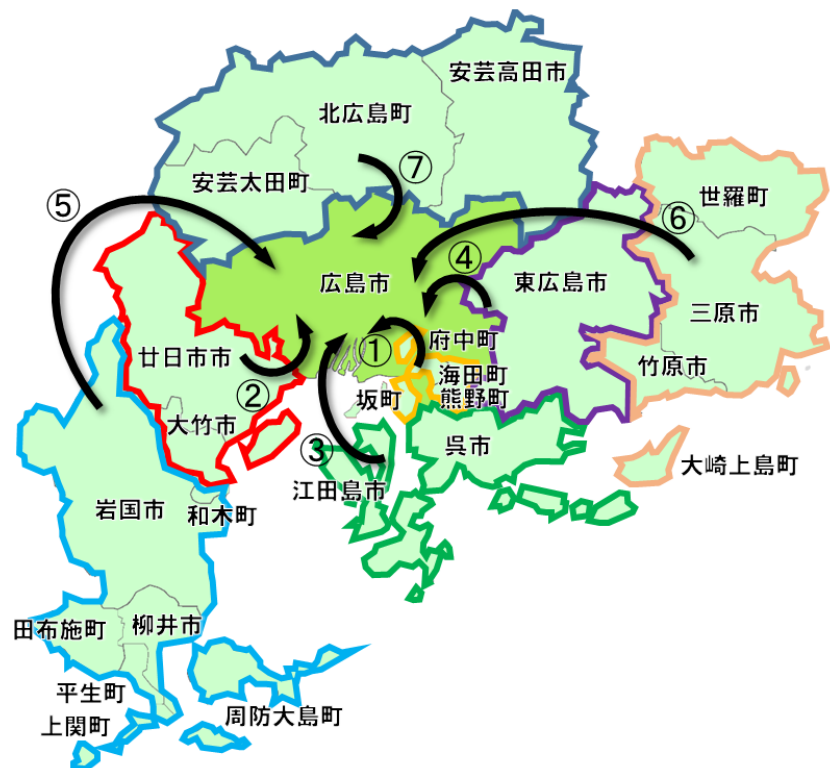 安芸高田市
北広島町
⑦
安芸太田町
世羅町
⑤
⑥
④
東広島市
広島市
三原市
府中町
①
廿日市市
竹原市
海田町
②
坂町
熊野町
大竹市
③
呉市
大崎上島町
江田島市
岩国市
和木町
田布施町
柳井市
平生町
周防大島町
上関町